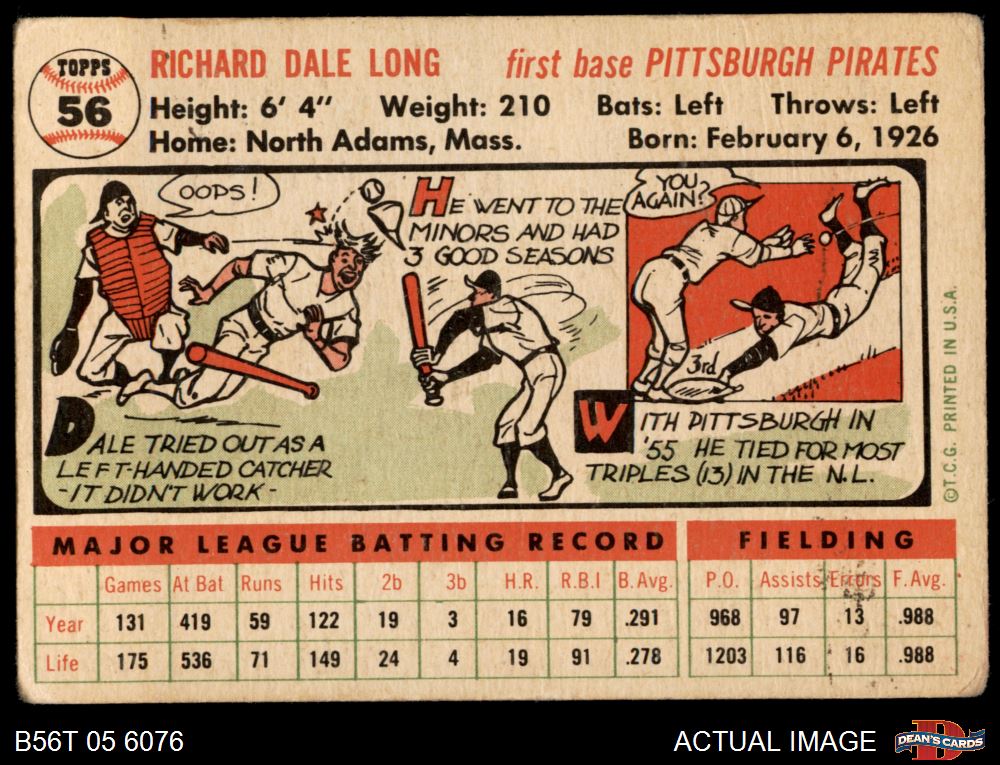 TOPPS
56
RICHARD DALE LONG first base PITTSBURGH PIRATES
Height: 6' 4" Weight: 210 Bats: Left Throws: Left
Home: North Adams, Mass. Born: February 6, 1926
OOPS!
DALE TRIED OUT AS A
LEFT-HANDED CATCHER
- IT DIDN'T WORK -
HE WENT TO THE
MINORS AND HAD
3 GOOD SEASONS
YOU
AGAIN?
3rd
WITH PITTSBURGH IN
'55 HE TIED FOR MOST
TRIPLES (13) IN THE N.L.
©T.C.G. PRINTED IN U.S.A.
MAJOR LEAGUE BATTING RECORD FIELDING
Games At Bat Runs Hits 2b 3b H.R. R.B.I B. Avg. P.O. Assists Errors F. Avg.
Year 131 419 59 122 19 3 16 79 .291 968 97 13 .988
Life 175 536 71 149 24 4 19 91 .278 1203 116 16 .988
B56T 05 6076 ACTUAL IMAGE
DEAN'S CARDS